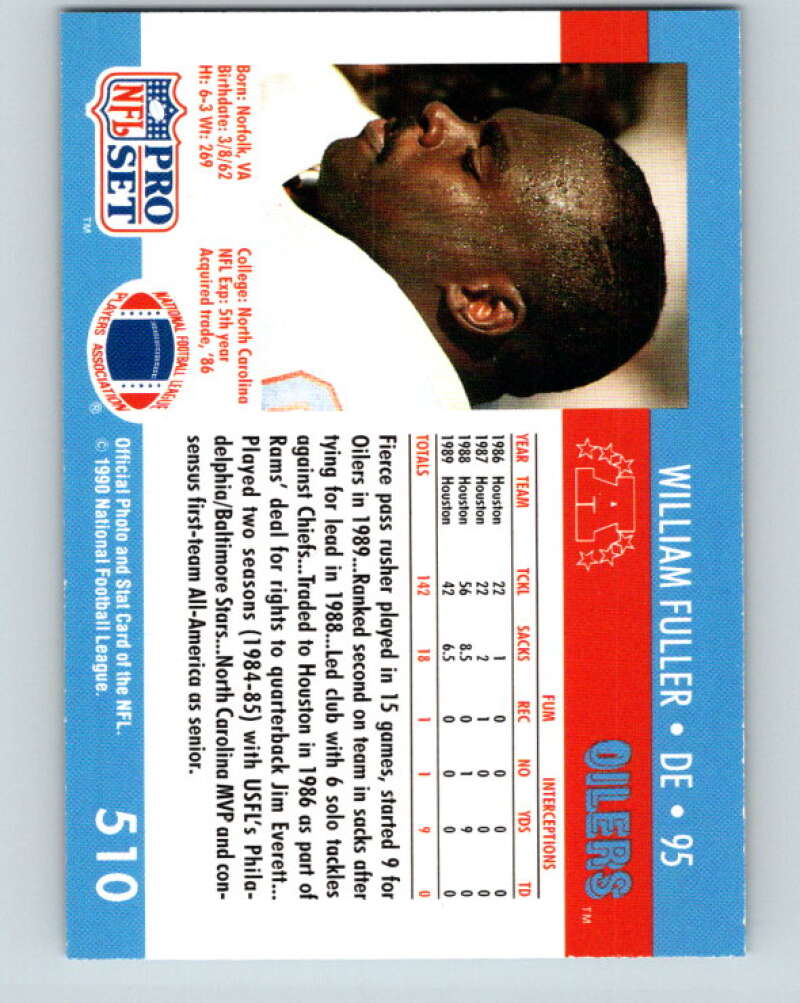 WILLIAM FULLER • DE • 95
A
OILERS™
Born: Norfolk, VA
Birthdate: 3/8/62
Ht: 6-3 Wt: 269
College: North Carolina
NFL Exp: 5th year
Acquired trade, '86
FUM INTERCEPTIONS
YEAR TEAM TCKL SACKS REC NO YDS TD
1986 Houston 22 1 0 0 0 0
1987 Houston 22 2 1 0 0 0
1988 Houston 56 8.5 0 1 9 0
1989 Houston 42 6.5 0 0 0 0
TOTALS 142 18 1 1 9 0
Fierce pass rusher played in 15 games, started 9 for
Oilers in 1989...Ranked second on team in sacks after
tying for lead in 1988...Led club with 6 solo tackles
against Chiefs...Traded to Houston in 1986 as part of
Rams' deal for rights to quarterback Jim Everett...
Played two seasons (1984-85) with USFL's Phila-
delphia/Baltimore Stars...North Carolina MVP and con-
sensus first-team All-America as senior.
NFL
PRO
SET
™
NATIONAL FOOTBALL LEAGUE
PLAYERS ASSOCIATION
®
Official Photo and Stat Card of the NFL.
© 1990 National Football League.
510